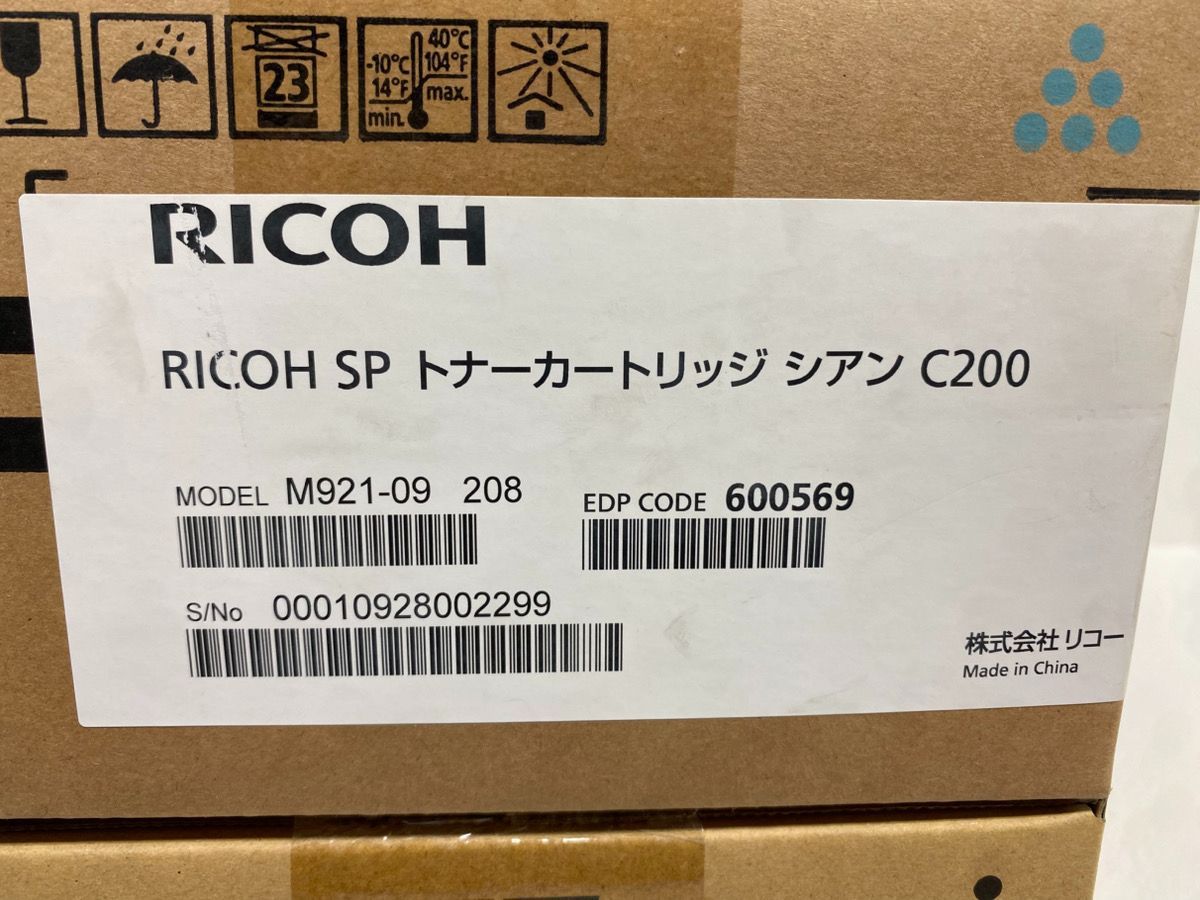 23
-10℃ 40℃
14°F 104°F
min. max.
RICOH
RICOH SP トナーカートリッジ シアン C200
MODEL M921-09 208
EDP CODE 600569
S/No 00010928002299
株式会社 リコー
Made in China